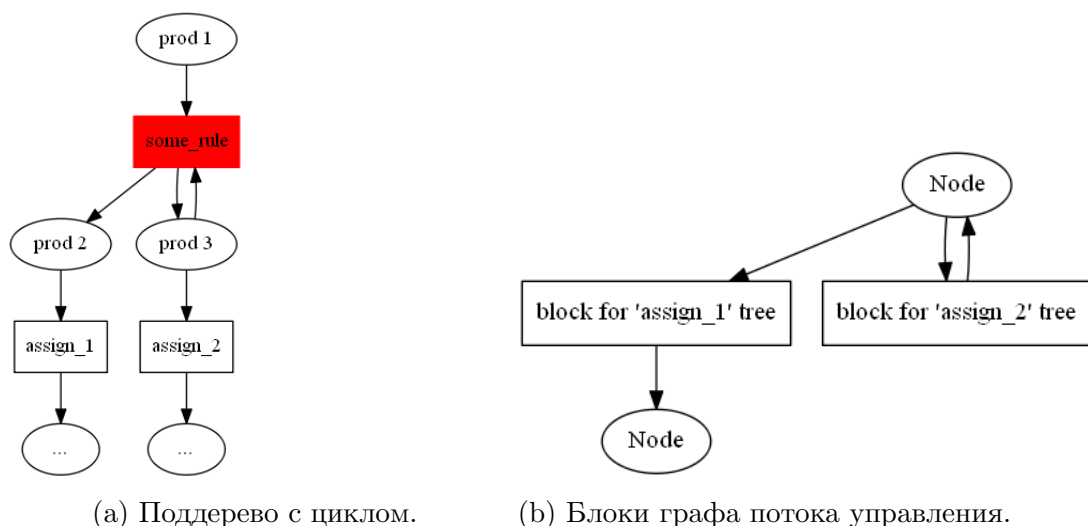 prod 1
some_rule
prod 2
prod 3
assign_1
assign_2
...
...
(a) Поддерево с циклом.
Node
block for 'assign_1' tree
block for 'assign_2' tree
Node
(b) Блоки графа потока управления.